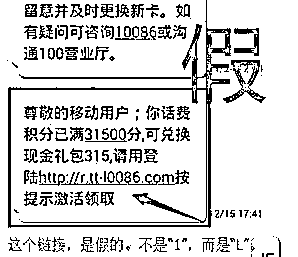 留意并及时更换新卡。如
有疑问可咨询10086或沟
通100营业厅。
假
尊敬的移动用户；你话费
积分已满31500分,可兑换
现金礼包315,请用登
陆http://r.tt-l0086.com按
提示激活领取
2/15 17:41
这个链接，是假的。不是“1”，而是“L”；